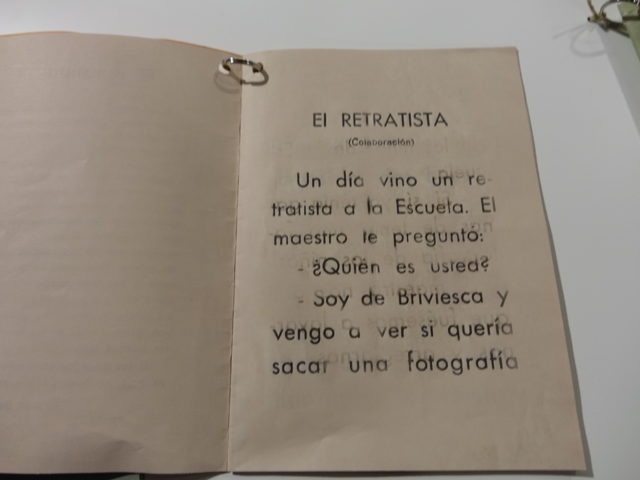 El RETRATISTA
(Colaboración)
Un día vino un re-
tratista a la Escuela. El
maestro le preguntó:
- ¿Quién es usted?
- Soy de Briviesca y
vengo a ver si quería
sacar una fotografía